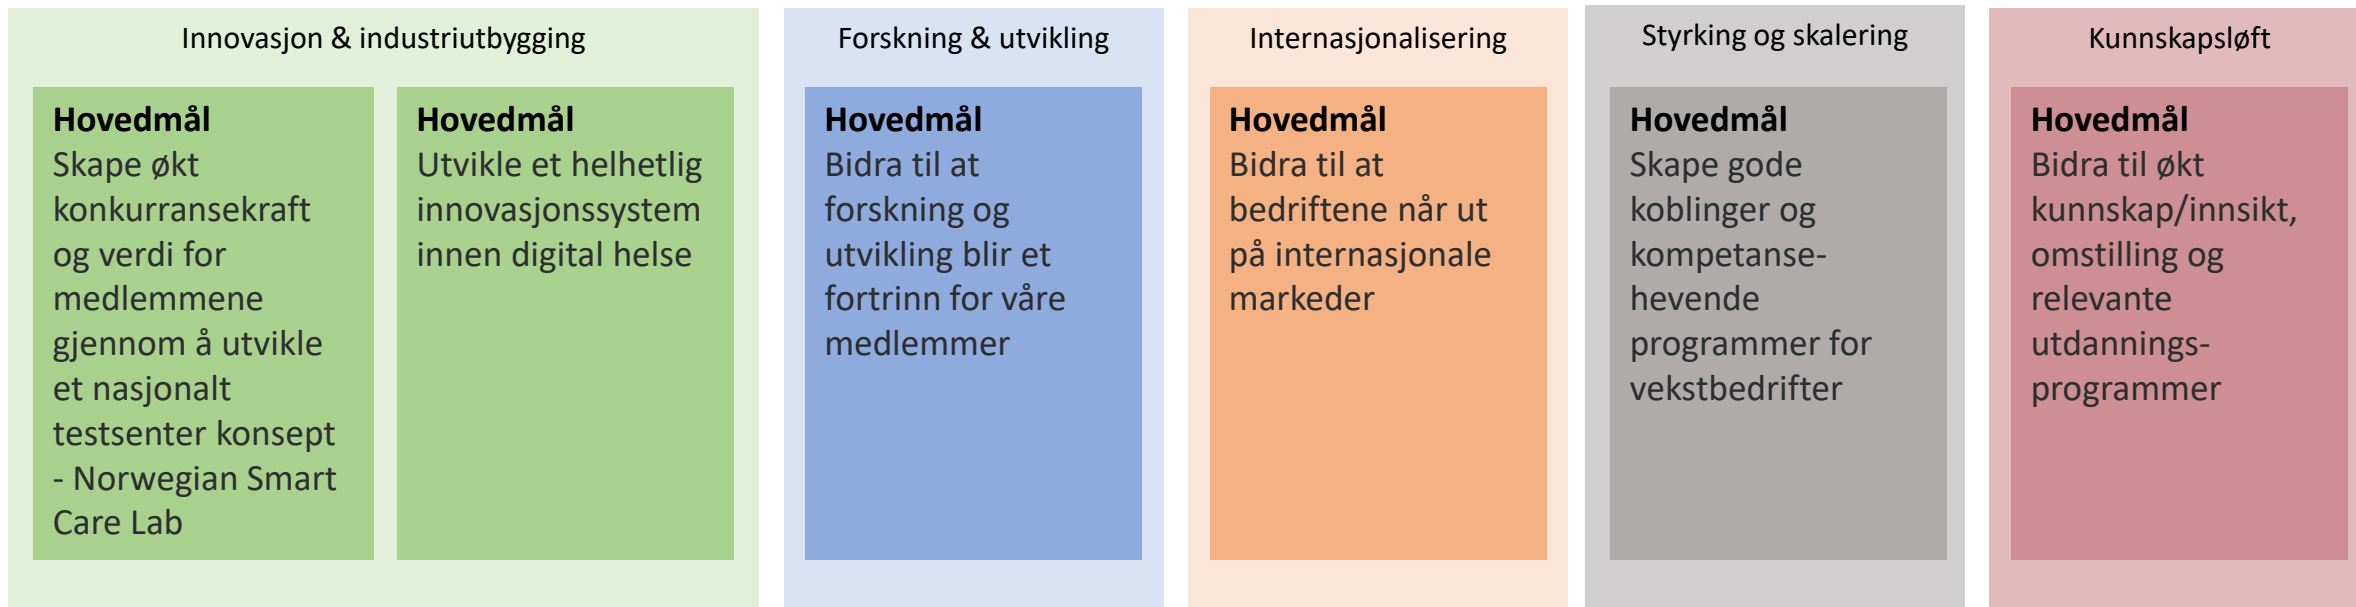 Innovasjon & industriutbygging
Hovedmål
Skape økt
konkurransekraft
og verdi for
medlemmene
gjennom å utvikle
et nasjonalt
testsenter konsept
- Norwegian Smart
Care Lab
Hovedmål
Utvikle et helhetlig
innovasjonssystem
innen digital helse
Forskning & utvikling
Hovedmål
Bidra til at
forskning og
utvikling blir et
fortrinn for våre
medlemmer
Internasjonalisering
Hovedmål
Bidra til at
bedriftene når ut
på internasjonale
markeder
Styrking og skalering
Hovedmål
Skape gode
koblinger og
kompetanse-
hevende
programmer for
vekstbedrifter
Kunnskapsløft
Hovedmål
Bidra til økt
kunnskap/innsikt,
omstilling og
relevante
utdannings-
programmer